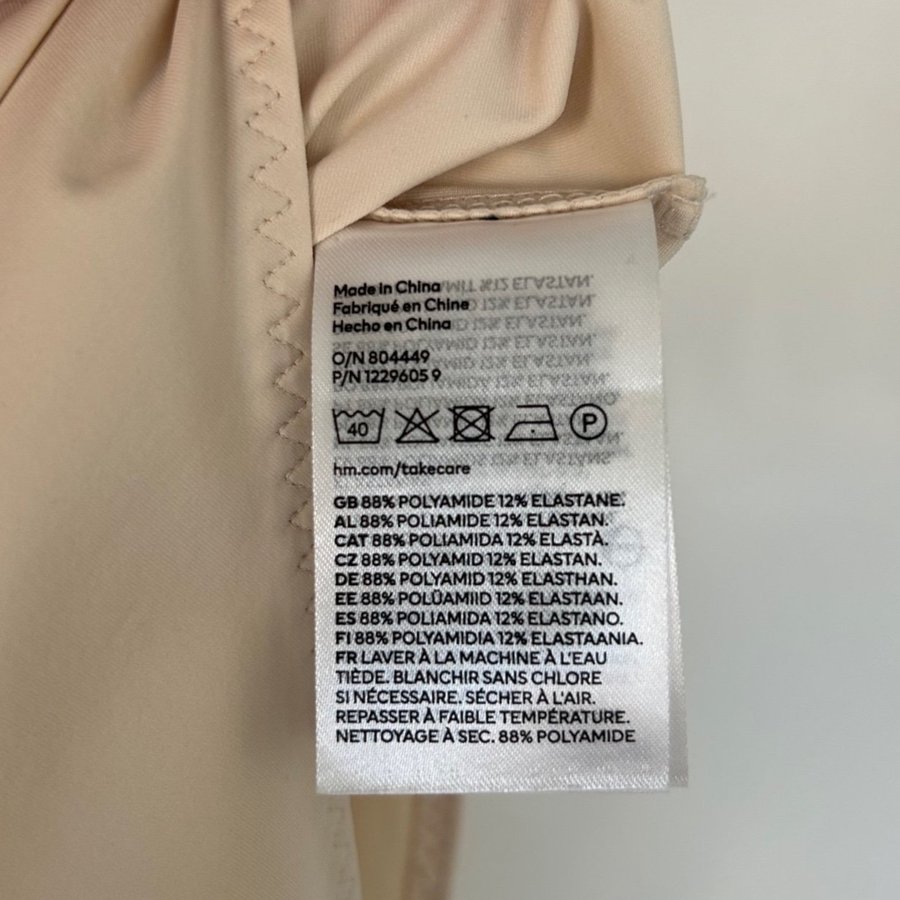 Made in China
Fabriqué en Chine
Hecho en China
O/N 804449
P/N 1229605 9
40 P
hm.com/takecare
GB 88% POLYAMIDE 12% ELASTANE.
AL 88% POLIAMIDE 12% ELASTAN.
CAT 88% POLIAMIDA 12% ELASTÀ.
CZ 88% POLYAMID 12% ELASTAN.
DE 88% POLYAMID 12% ELASTHAN.
EE 88% POLÜAMIID 12% ELASTAAN.
ES 88% POLIAMIDA 12% ELASTANO.
FI 88% POLYAMIDIA 12% ELASTAANIA.
FR LAVER À LA MACHINE À L'EAU
TIÈDE. BLANCHIR SANS CHLORE
SI NÉCESSAIRE. SÉCHER À L'AIR.
REPASSER À FAIBLE TEMPÉRATURE.
NETTOYAGE À SEC. 88% POLYAMIDE